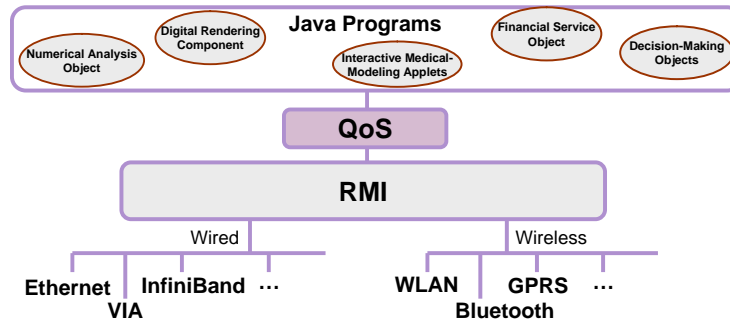 Java Programs
Numerical Analysis
Object
Digital Rendering
Component
Interactive Medical-
Modeling Applets
Financial Service
Object
Decision-Making
Objects
QoS
RMI
Wired
Wireless
Ethernet
VIA
InfiniBand
...
WLAN
Bluetooth
GPRS
...